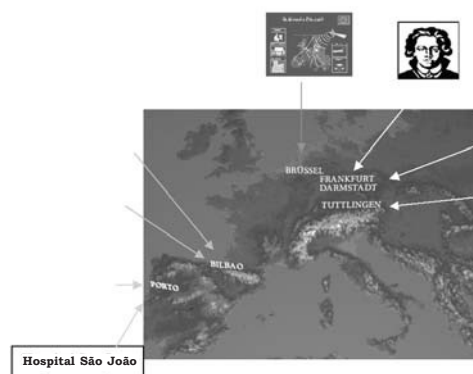 BRÜSSEL
FRANKFURT
DARMSTADT
TUTTLINGEN
BILBAO
PORTO
Hospital São João